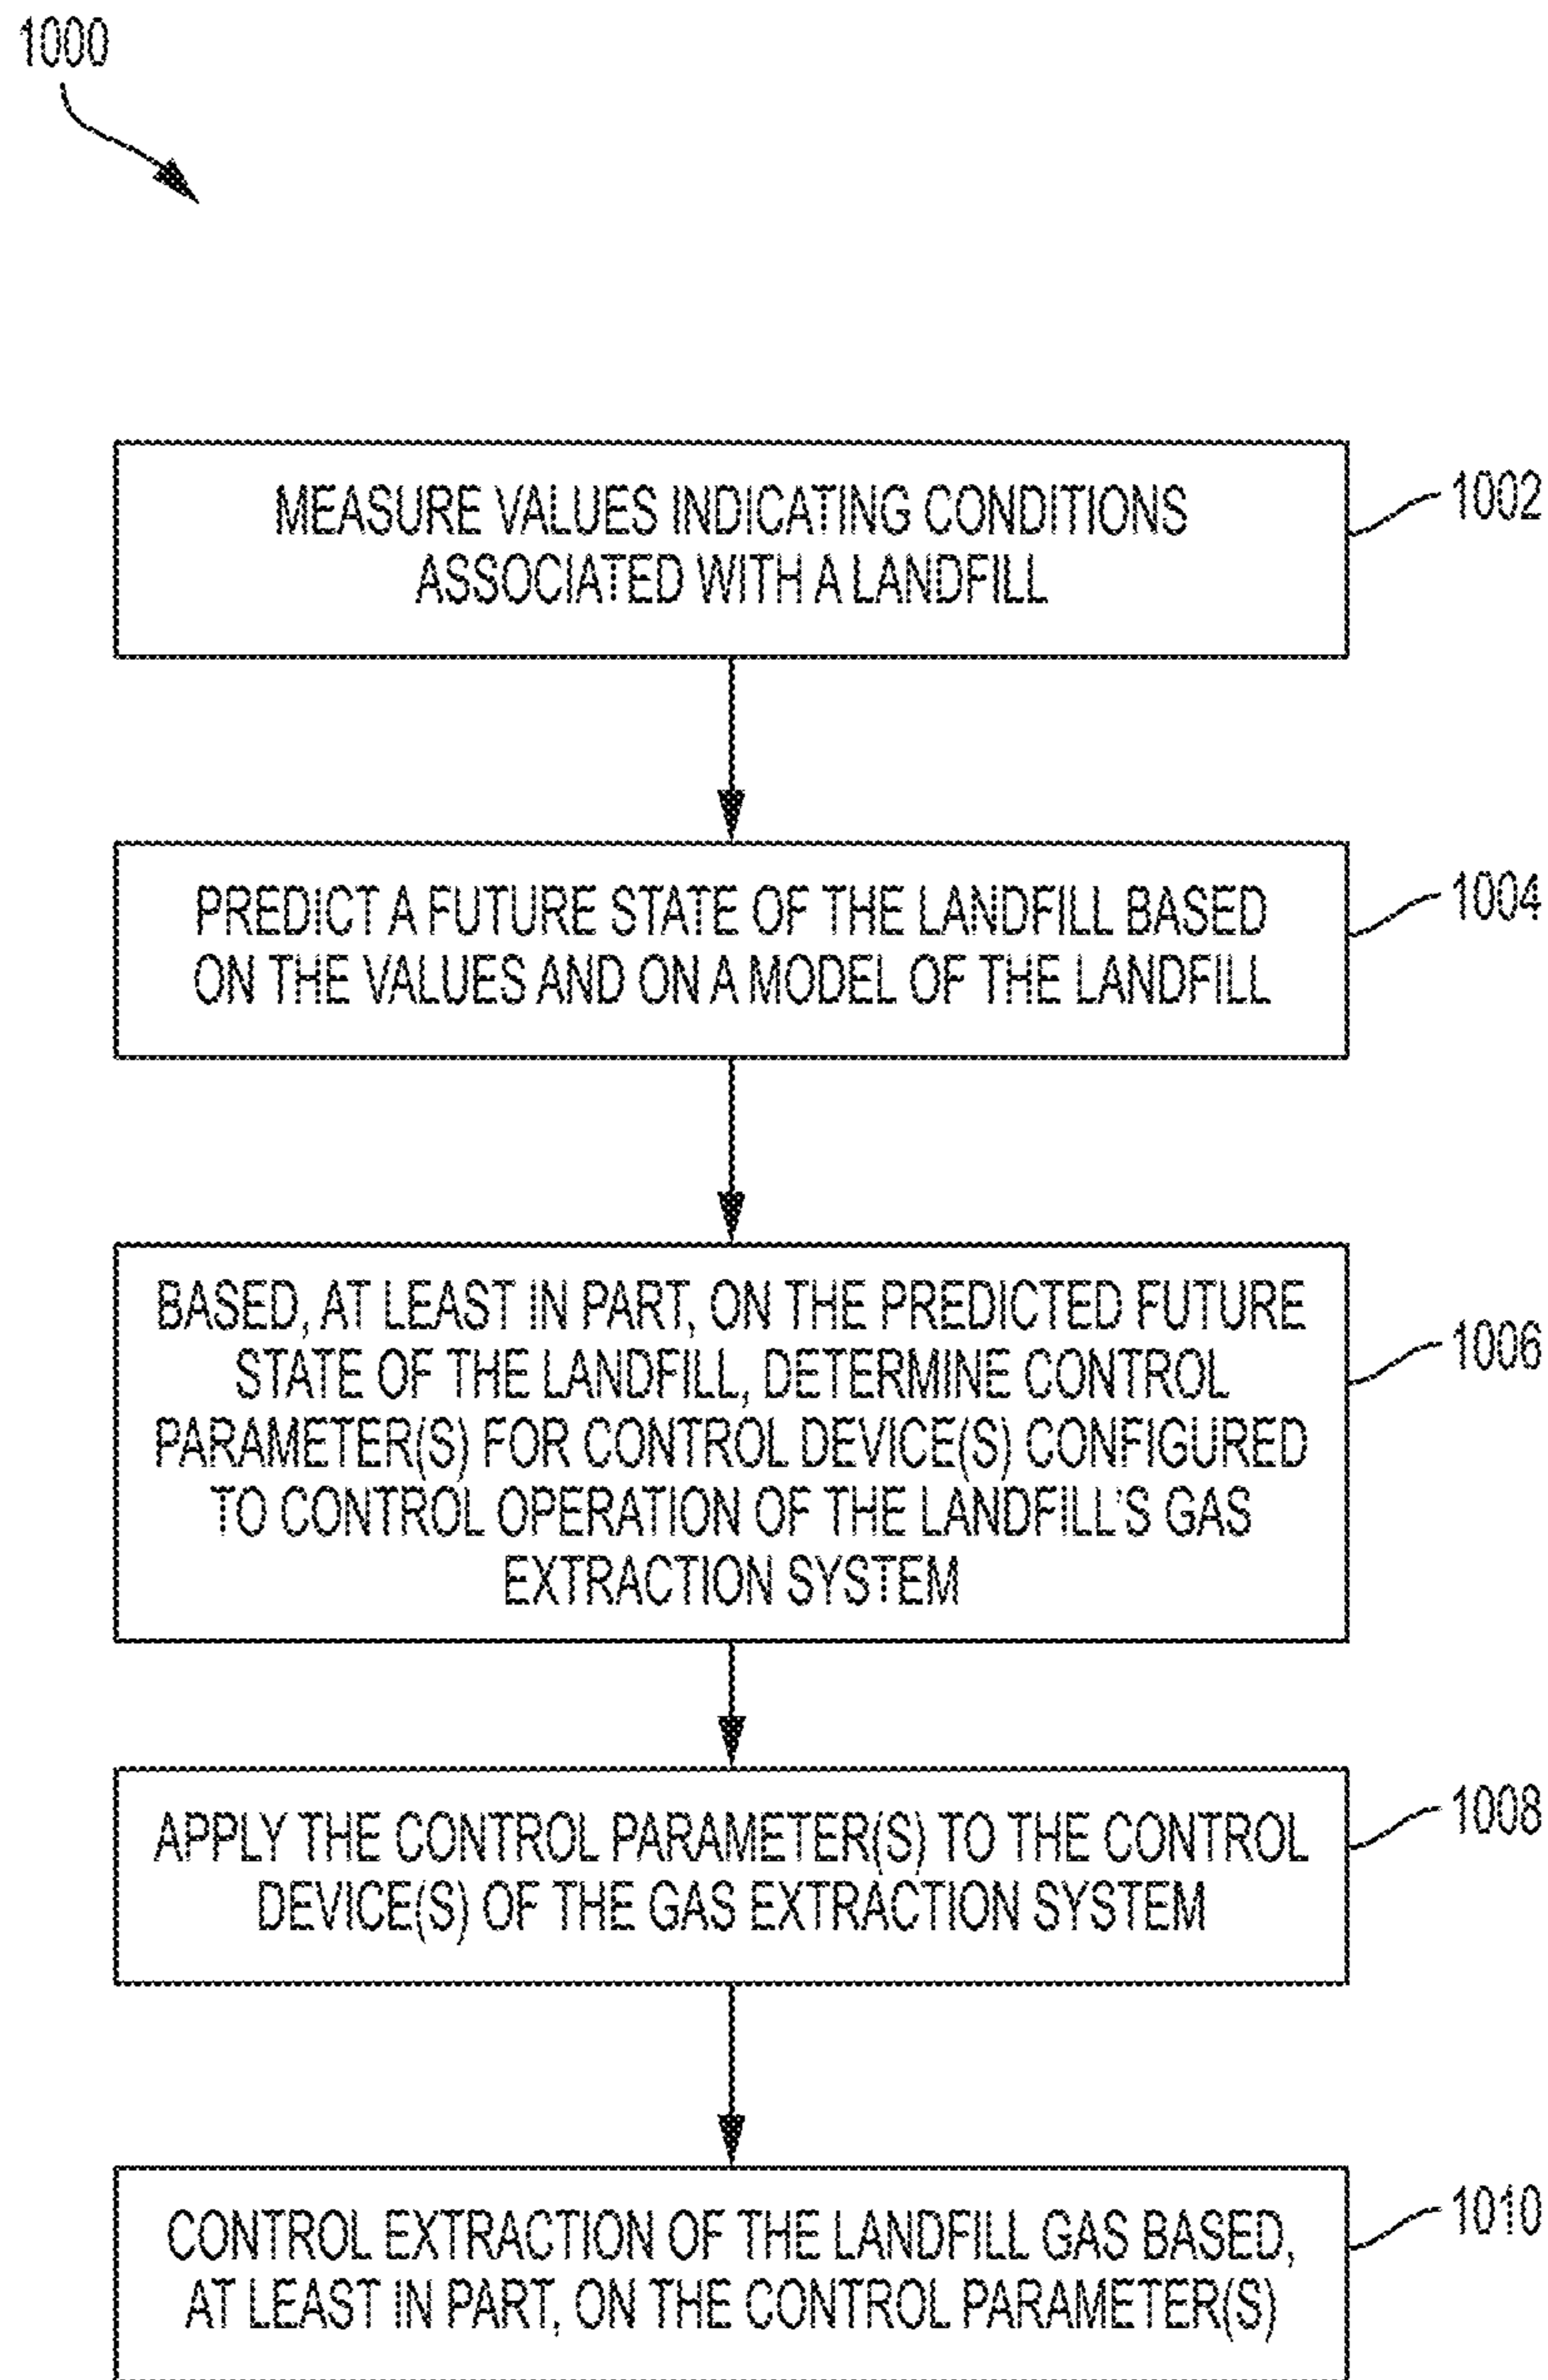 1000
MEASURE VALUES INDICATING CONDITIONS
ASSOCIATED WITH A LANDFILL
1002
PREDICT A FUTURE STATE OF THE LANDFILL BASED
ON THE VALUES AND ON A MODEL OF THE LANDFILL
1004
BASED, AT LEAST IN PART, ON THE PREDICTED FUTURE
STATE OF THE LANDFILL, DETERMINE CONTROL
PARAMETER(S) FOR CONTROL DEVICE(S) CONFIGURED
TO CONTROL OPERATION OF THE LANDFILL'S GAS
EXTRACTION SYSTEM
1006
APPLY THE CONTROL PARAMETER(S) TO THE CONTROL
DEVICE(S) OF THE GAS EXTRACTION SYSTEM
1008
CONTROL EXTRACTION OF THE LANDFILL GAS BASED,
AT LEAST IN PART, ON THE CONTROL PARAMETER(S)
1010